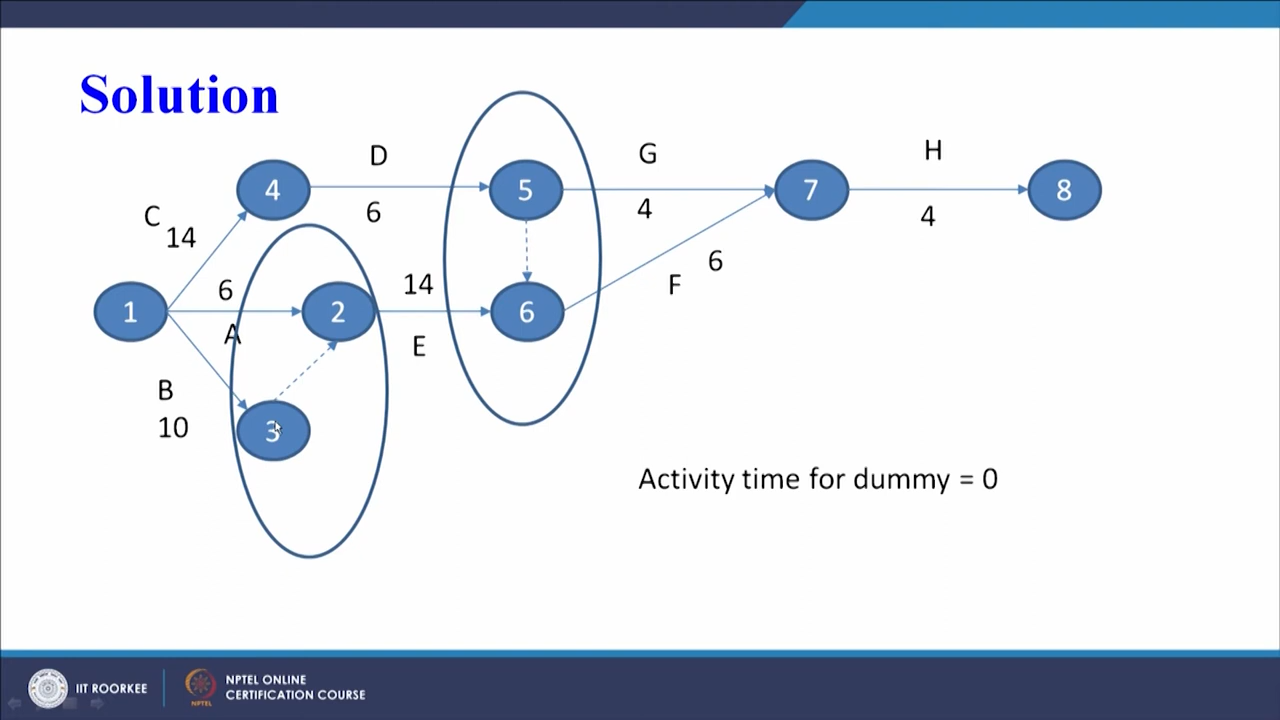 Solution
D
G
H
4
5
7
8
C
14
6
4
4
6
14
6
1
2
6
F
A
E
B
10
3
Activity time for dummy = 0
IIT ROORKEE
NPTEL
NPTEL ONLINE
CERTIFICATION COURSE